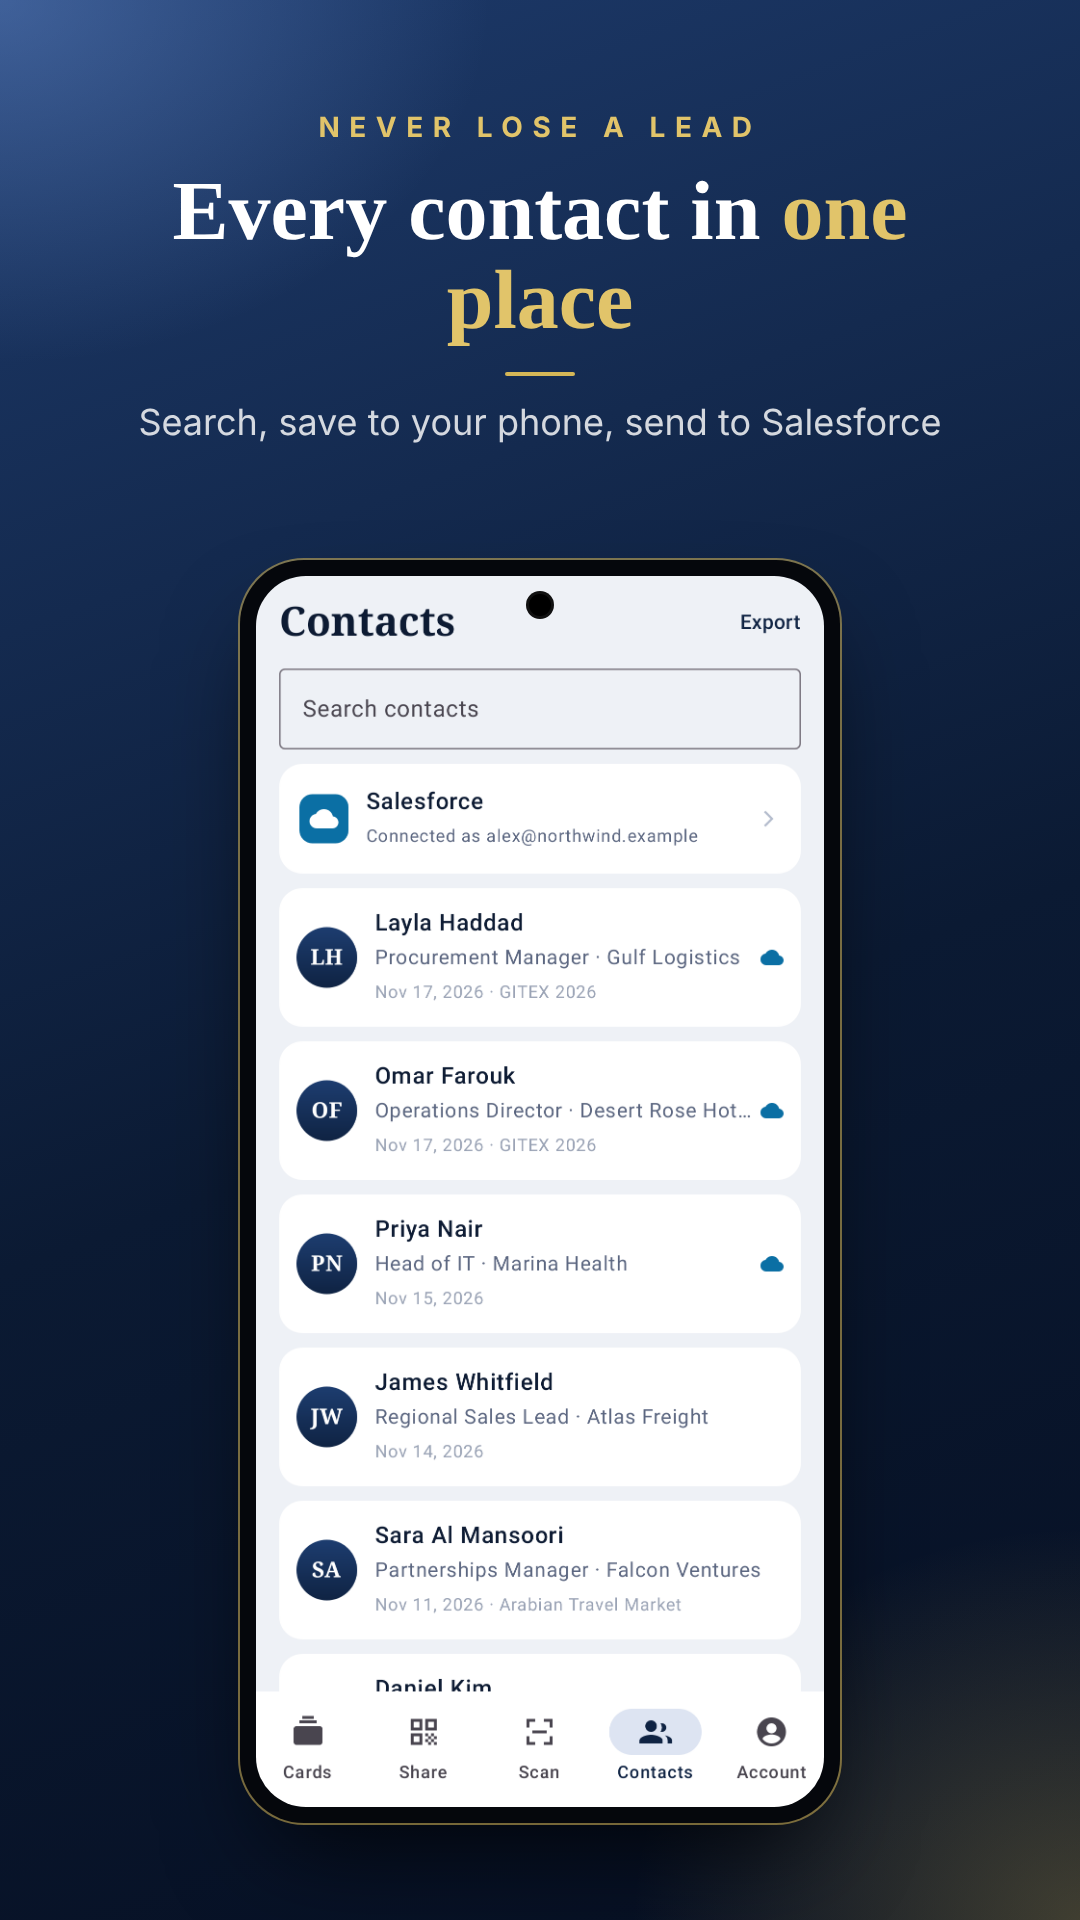 NEVER LOSE A LEAD
Every contact in one
place
Search, save to your phone, send to Salesforce
Contacts
Export
Search contacts
Salesforce
Connected as alex@northwind.example
LH
Layla Haddad
Procurement Manager · Gulf Logistics
Nov 17, 2026 · GITEX 2026
OF
Omar Farouk
Operations Director · Desert Rose Hot...
Nov 17, 2026 · GITEX 2026
PN
Priya Nair
Head of IT · Marina Health
Nov 15, 2026
JW
James Whitfield
Regional Sales Lead · Atlas Freight
Nov 14, 2026
SA
Sara Al Mansoori
Partnerships Manager · Falcon Ventures
Nov 11, 2026 · Arabian Travel Market
Daniel Kim
Cards
Share
Scan
Contacts
Account